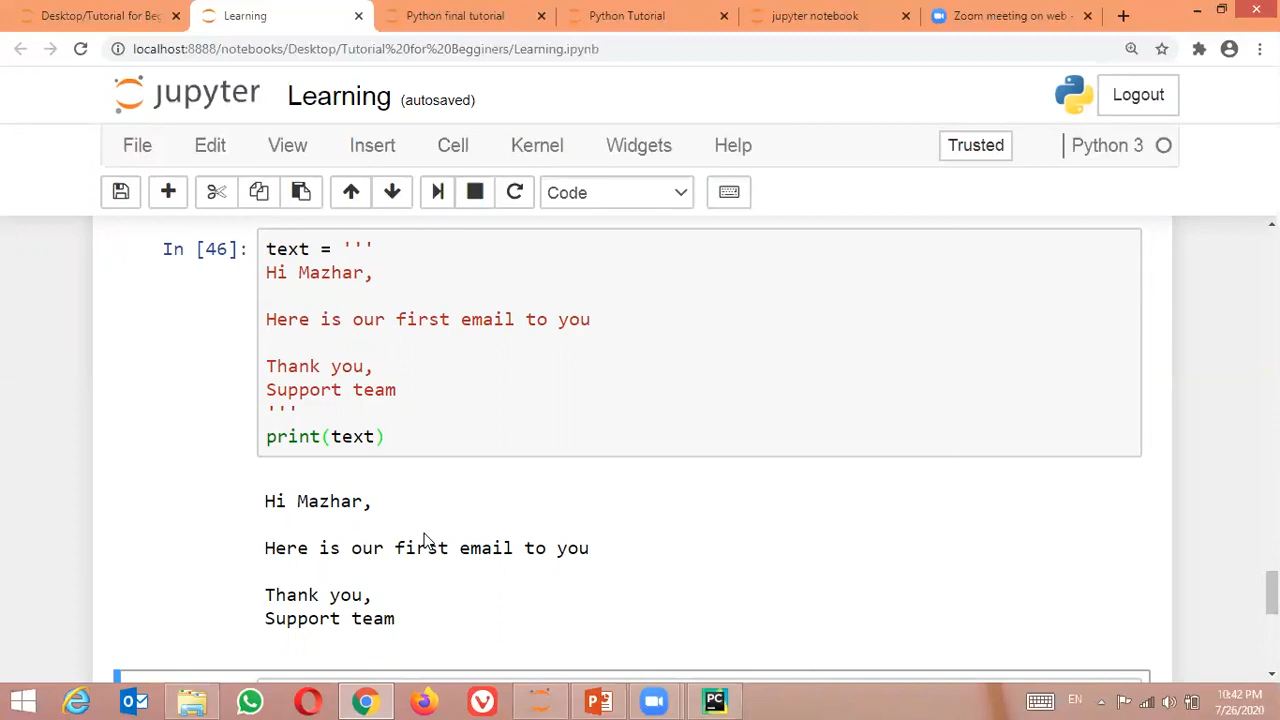 Desktop/Tutorial for Beg
Learning
Python final tutorial
Python Tutorial
jupyter notebook
Zoom meeting on web -
localhost:8888/notebooks/Desktop/Tutorial%20for%20Begginers/Learning.ipynb
jupyter Learning (autosaved)
Logout
File Edit View Insert Cell Kernel Widgets Help
Trusted
Python 3
Code
In [46]: text = '''
Hi Mazhar,
Here is our first email to you
Thank you,
Support team
'''
print(text)
Hi Mazhar,
Here is our first email to you
Thank you,
Support team
EN
10:42 PM
7/26/2020